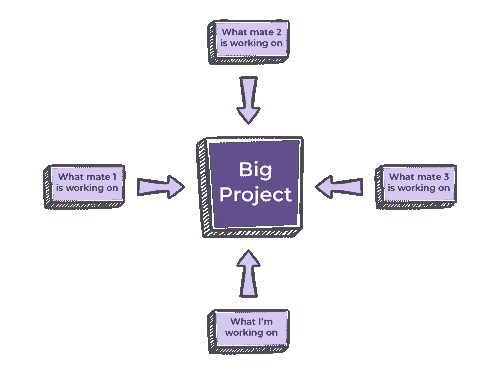 What mate 2
is working on
Big
Project
What mate 1
is working on
What mate 3
is working on
What I'm
working on